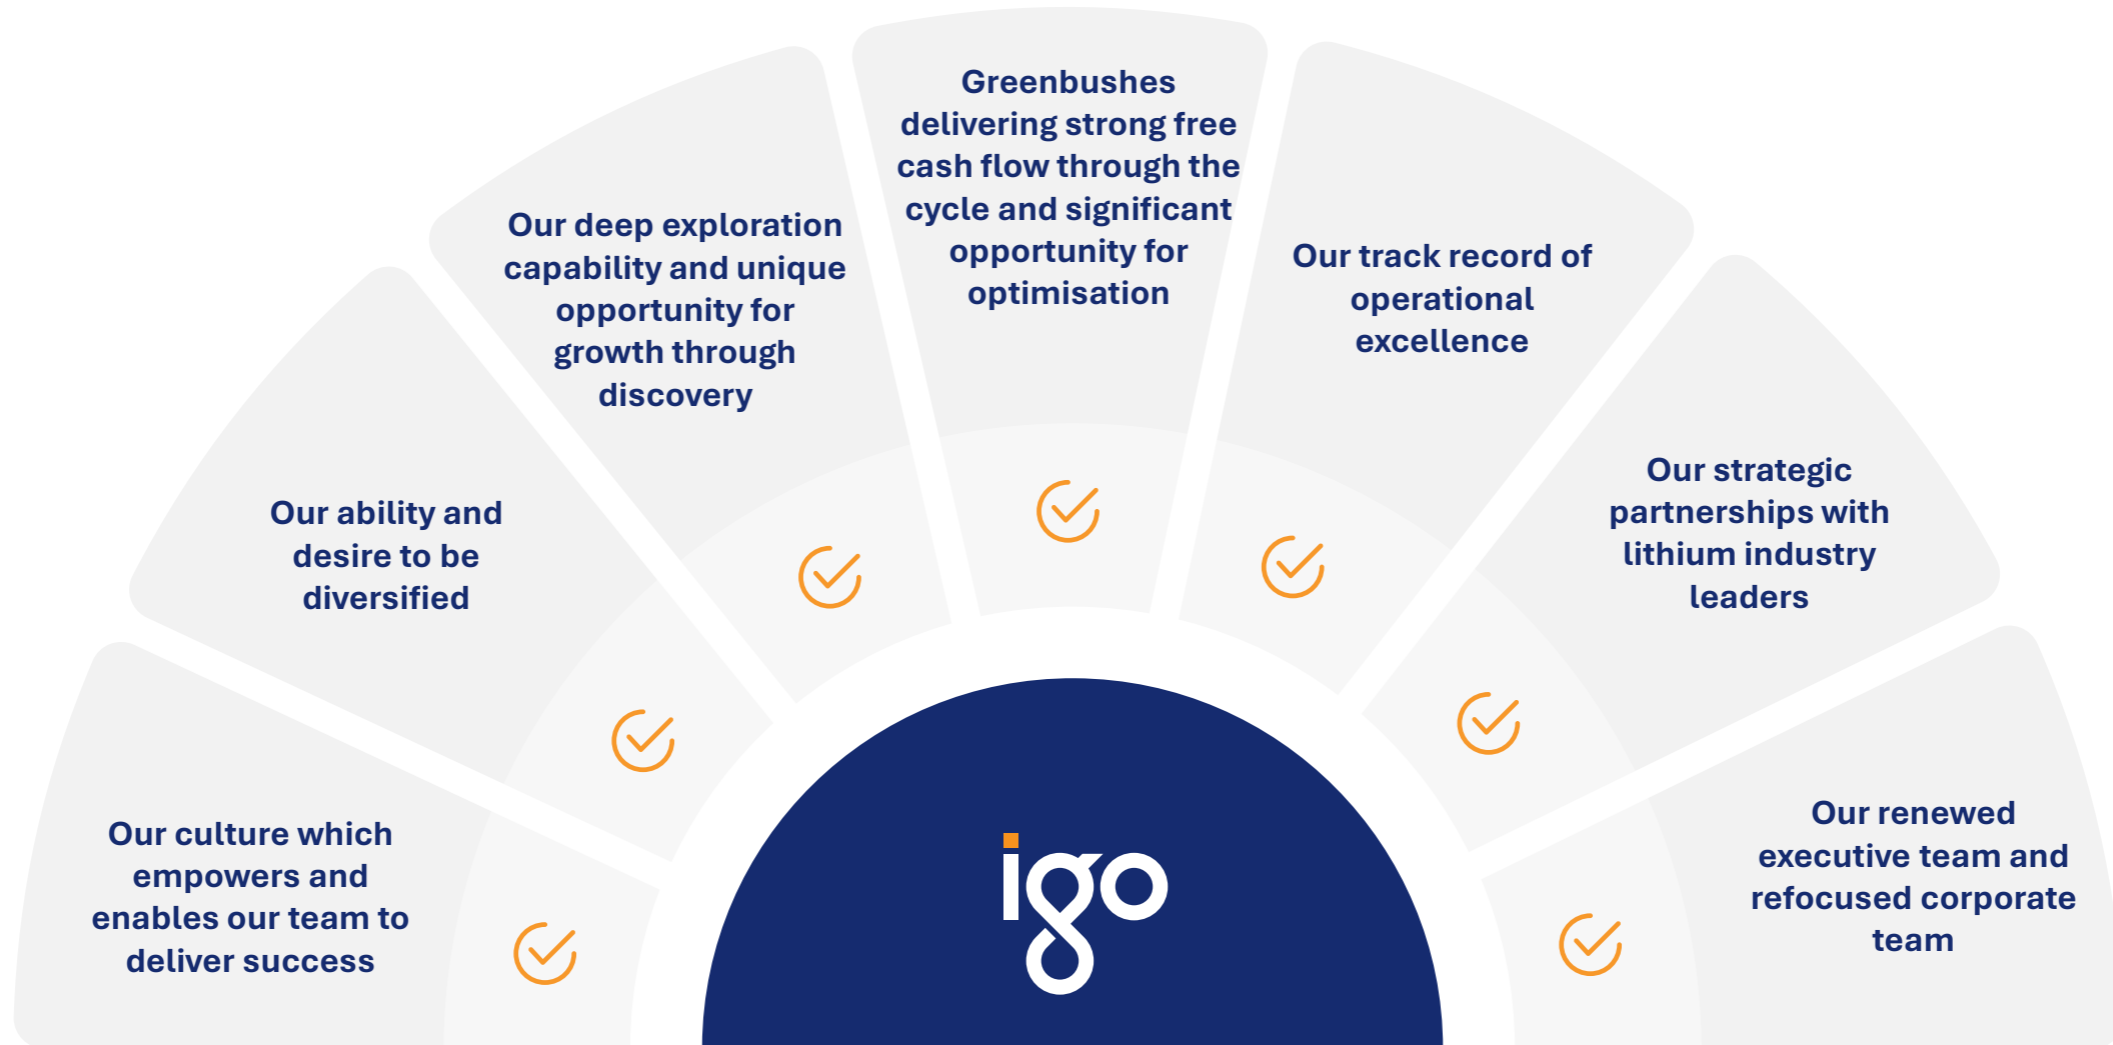 Our culture which
empowers and
enables our team to
deliver success
Our ability and
desire to be
diversified
Our deep exploration
capability and unique
opportunity for
growth through
discovery
Greenbushes
delivering strong free
cash flow through the
cycle and significant
opportunity for
optimisation
Our track record of
operational
excellence
Our strategic
partnerships with
lithium industry
leaders
Our renewed
executive team and
refocused corporate
team
igo